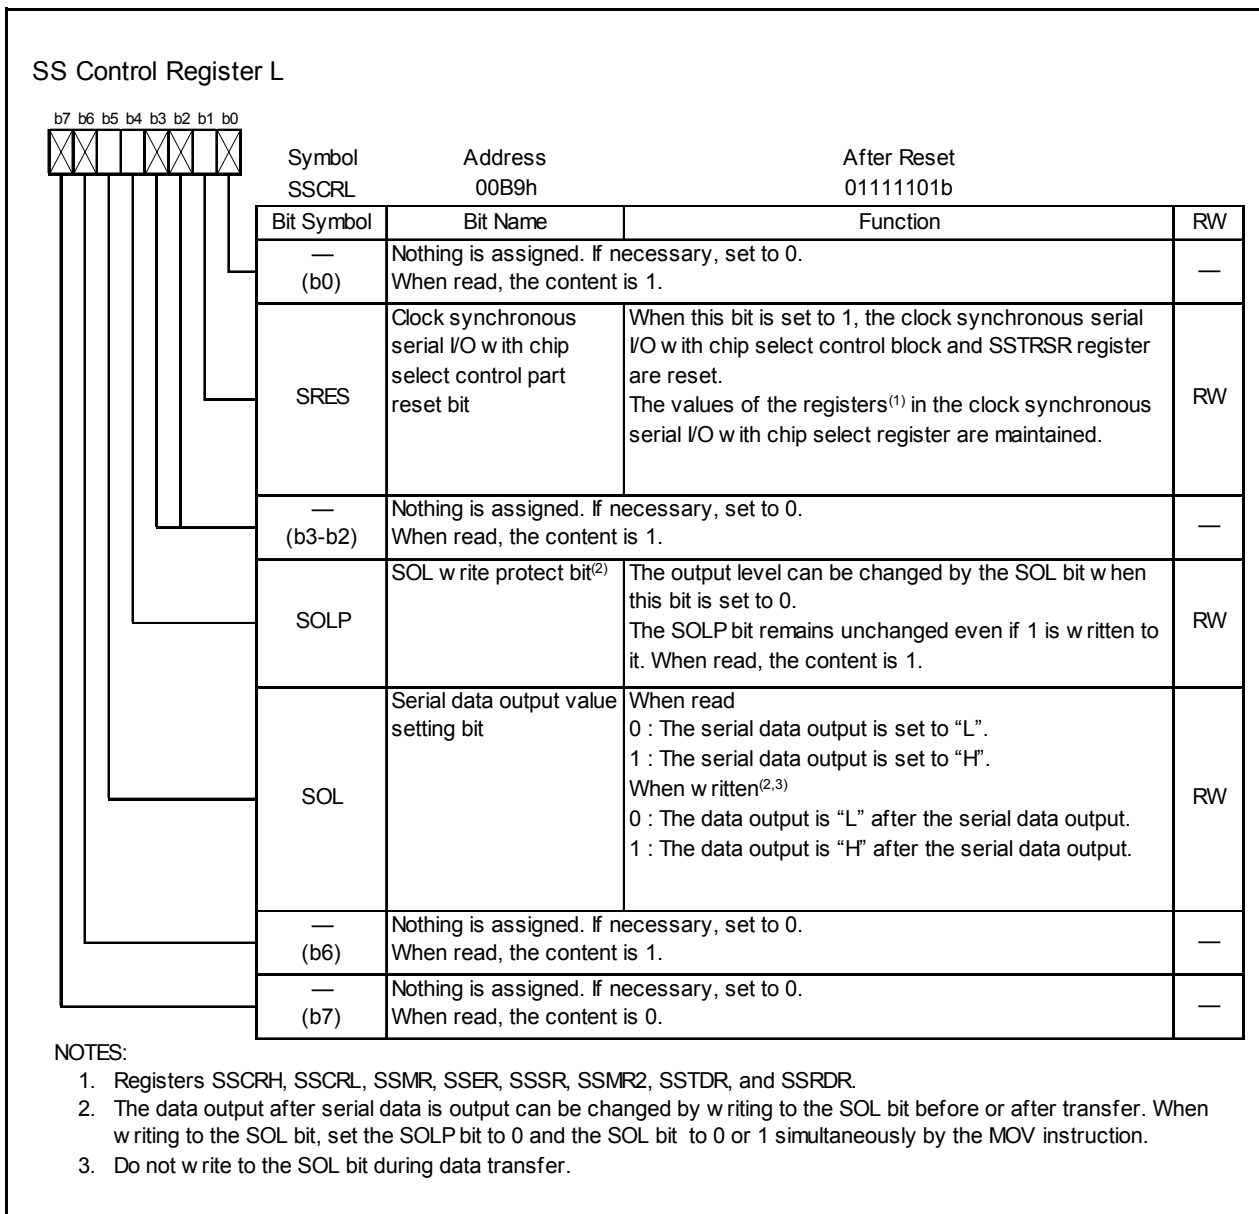 SS Control Register L
b7 b6 b5 b4 b3 b2 b1 b0
Symbol Address After Reset
SSCRL 00B9h 01111101b
Bit Symbol Bit Name Function RW
— (b0) Nothing is assigned. If necessary, set to 0.
When read, the content is 1. —
Clock synchronous serial I/O with chip select control part reset bit
SRES
When this bit is set to 1, the clock synchronous serial
I/O with chip select control block and SSTRSR register
are reset.
The values of the registers(1) in the clock synchronous
serial I/O with chip select register are maintained.
RW
— (b3-b2) Nothing is assigned. If necessary, set to 0.
When read, the content is 1. —
SOLP
SOL write protect bit(2)
The output level can be changed by the SOL bit when
this bit is set to 0.
The SOLP bit remains unchanged even if 1 is written to
it. When read, the content is 1.
RW
SOL
Serial data output value
setting bit
When read
0 : The serial data output is set to “L”.
1 : The serial data output is set to “H”.
When written(2,3)
0 : The data output is “L” after the serial data output.
1 : The data output is “H” after the serial data output.
RW
— (b6) Nothing is assigned. If necessary, set to 0.
When read, the content is 1. —
— (b7) Nothing is assigned. If necessary, set to 0.
When read, the content is 0. —
NOTES:
1. Registers SSCRH, SSCRL, SSMR, SSER, SSSR, SSMR2, SSTDR, and SSRDR.
2. The data output after serial data is output can be changed by writing to the SOL bit before or after transfer. When
writing to the SOL bit, set the SOLP bit to 0 and the SOL bit to 0 or 1 simultaneously by the MOV instruction.
3. Do not write to the SOL bit during data transfer.